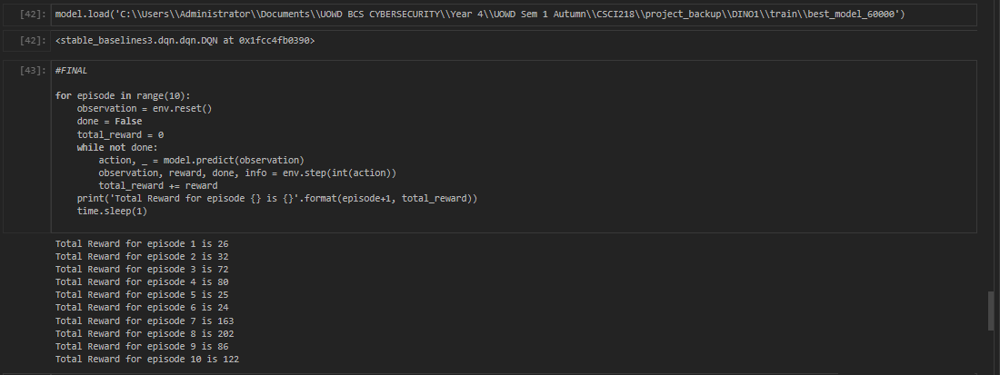 [42]: model.load('C:\\Users\\Administrator\\Documents\\UOWD BCS CYBERSECURITY\\Year 4\\UOWD Sem 1 Autumn\\CSCI218\\project_backup\\DINO1\\train\\best_model_60000')
[42]: <stable_baselines3.dqn.dqn.DQN at 0x1fcc4fb0390>
[43]: #FINAL
for episode in range(10):
    observation = env.reset()
    done = False
    total_reward = 0
    while not done:
        action, _ = model.predict(observation)
        observation, reward, done, info = env.step(int(action))
        total_reward += reward
    print('Total Reward for episode {} is {}'.format(episode+1, total_reward))
    time.sleep(1)
Total Reward for episode 1 is 26
Total Reward for episode 2 is 32
Total Reward for episode 3 is 72
Total Reward for episode 4 is 80
Total Reward for episode 5 is 25
Total Reward for episode 6 is 24
Total Reward for episode 7 is 163
Total Reward for episode 8 is 202
Total Reward for episode 9 is 86
Total Reward for episode 10 is 122